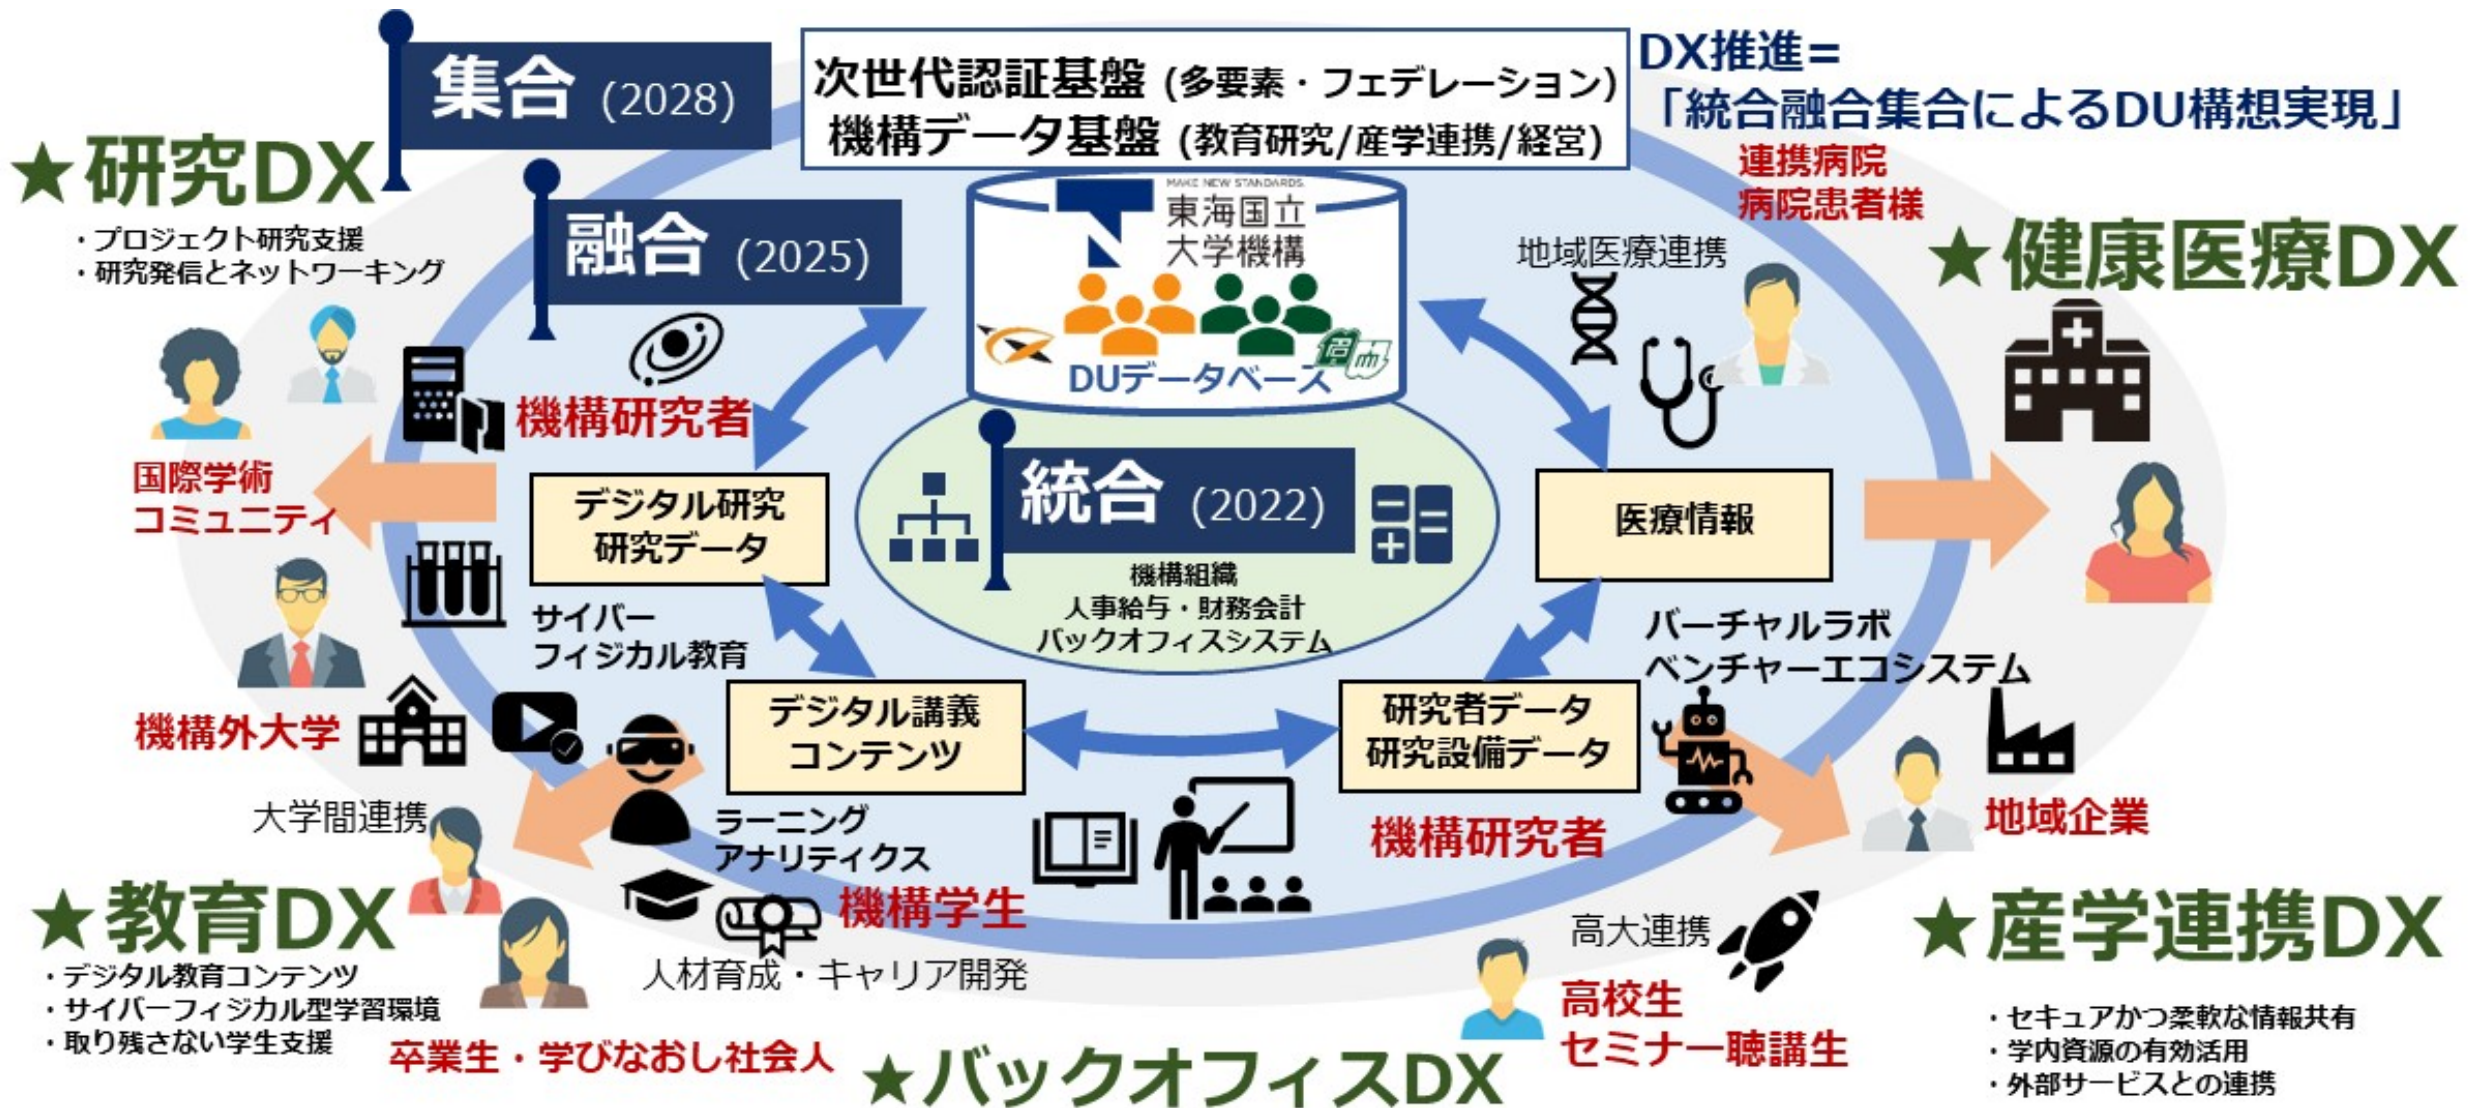 集合 (2028)
次世代認証基盤 (多要素・フェデレーション)
機構データ基盤 (教育研究/産学連携/経営)
DX推進=
「統合融合集合によるDU構想実現」
★研究DX
・プロジェクト研究支援
・研究発信とネットワーキング
融合 (2025)
MAKE NEW STANDARDS.
東海国立
大学機構
DUデータベース
連携病院
病院患者様
地域医療連携
★健康医療DX
機構研究者
国際学術
コミュニティ
デジタル研究
研究データ
統合 (2022)
機構組織
人事給与・財務会計
バックオフィスシステム
医療情報
サイバー
フィジカル教育
バーチャルラボ
ベンチャーエコシステム
機構外大学
デジタル講義
コンテンツ
研究者データ
研究設備データ
大学間連携
ラーニング
アナリティクス
機構研究者
地域企業
★教育DX
・デジタル教育コンテンツ
・サイバーフィジカル型学習環境
・取り残さない学生支援
機構学生
人材育成・キャリア開発
卒業生・学びなおし社会人
★バックオフィスDX
高大連携
高校生
セミナー聴講生
★産学連携DX
・セキュアかつ柔軟な情報共有
・学内資源の有効活用
・外部サービスとの連携